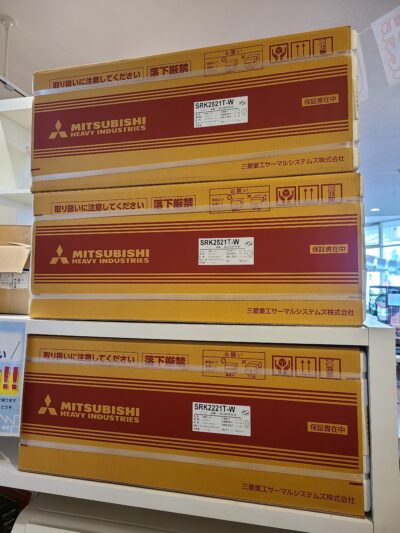 取り扱いに注意してください 落下厳禁
お願い
SRK2821T-W
MITSUBISHI
HEAVY INDUSTRIES
保証書在中
三菱重工サーマルシステムズ株式会社
取り扱いに注意してください 落下厳禁
お願い
SRK2521T-W
MITSUBISHI
HEAVY INDUSTRIES
保証書在中
三菱重工サーマルシステムズ株式会社
取り扱いに注意してください 落下厳禁
お願い
SRK2221T-W
MITSUBISHI
HEAVY INDUSTRIES
保証書在中
三菱重工サーマルシステムズ株式会社